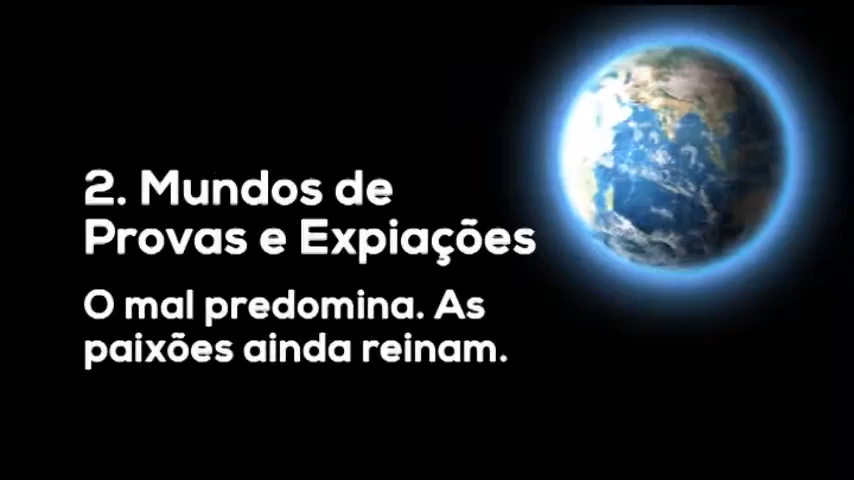 2. Mundos de
Provas e Expiações
O mal predomina. As
paixões ainda reinam.